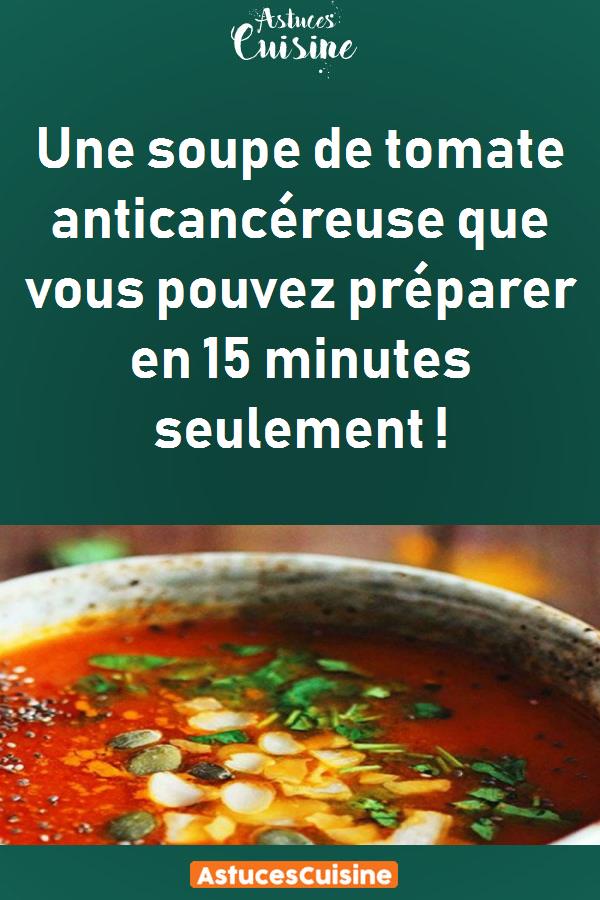 Astuces
Cuisine
Une soupe de tomate
anticancéreuse que
vous pouvez préparer
en 15 minutes
seulement !
AstucesCuisine